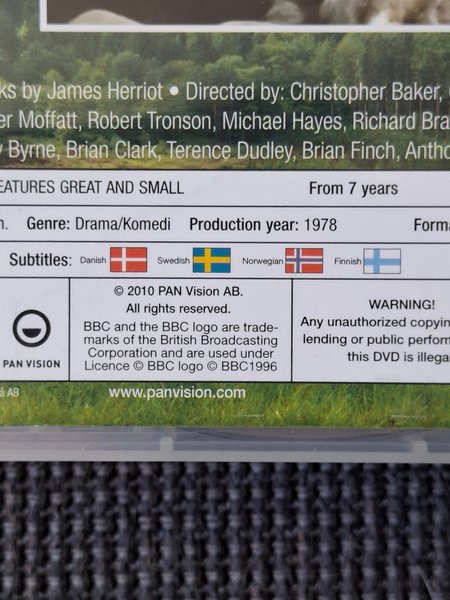 ks by James Herriot • Directed by: Christopher Baker,
er Moffatt, Robert Tronson, Michael Hayes, Richard Bra
y Byrne, Brian Clark, Terence Dudley, Brian Finch, Antho
EATURES GREAT AND SMALL From 7 years
n. Genre: Drama/Komedi Production year: 1978 Forma
Subtitles: Danish Swedish Norwegian Finnish
PAN VISION
© 2010 PAN Vision AB.
All rights reserved.
BBC and the BBC logo are trade-
marks of the British Broadcasting
Corporation and are used under
Licence © BBC logo © BBC1996
WARNING!
Any unauthorized copyin
lending or public perform
this DVD is illega
a AB www.panvision.com